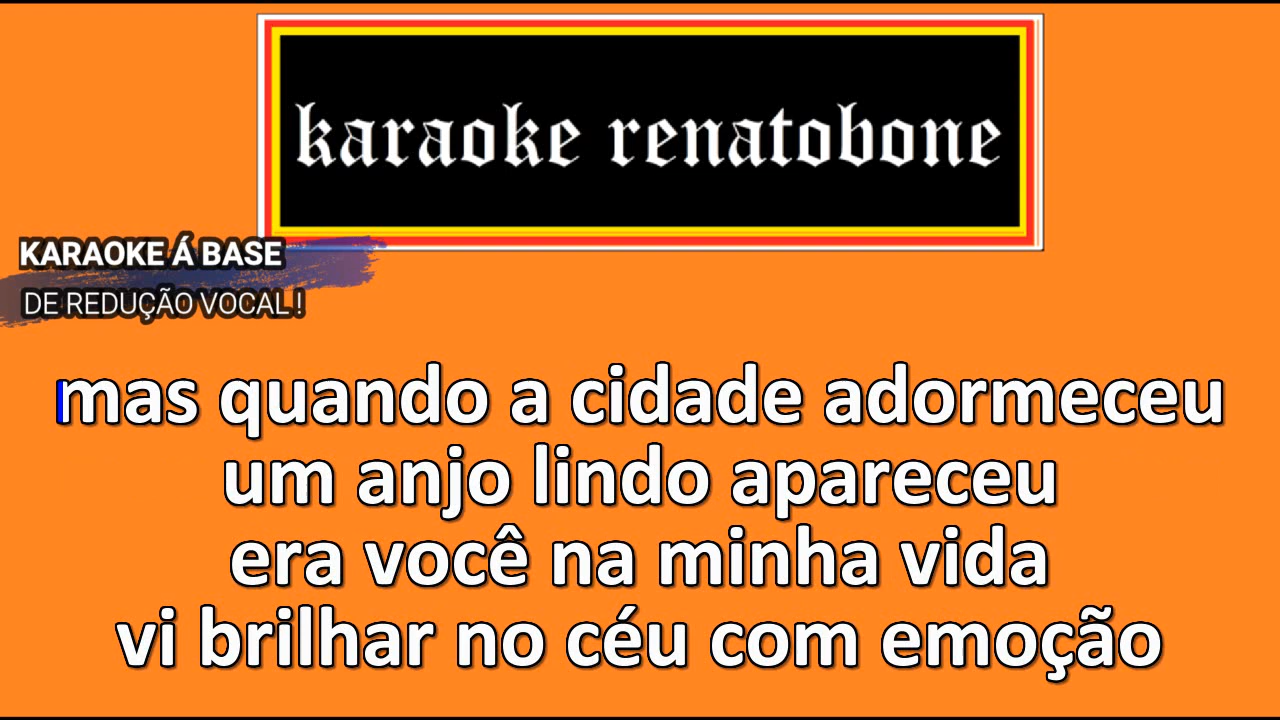 karaoke renatobone
KARAOKE Á BASE
DE REDUÇÃO VOCAL !
mas quando a cidade adormeceu
um anjo lindo apareceu
era você na minha vida
vi brilhar no céu com emoção